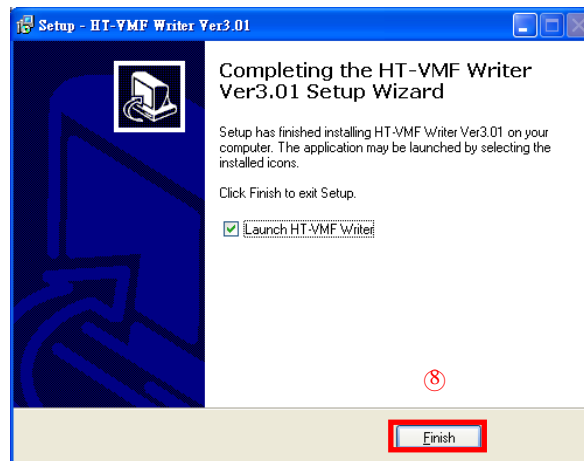 Setup - HT-VMF Writer Ver3.01
Completing the HT-VMF Writer
Ver3.01 Setup Wizard
Setup has finished installing HT-VMF Writer Ver3.01 on your
computer. The application may be launched by selecting the
installed icons.
Click Finish to exit Setup.
Launch HT-VMF Writer
⑧
Finish